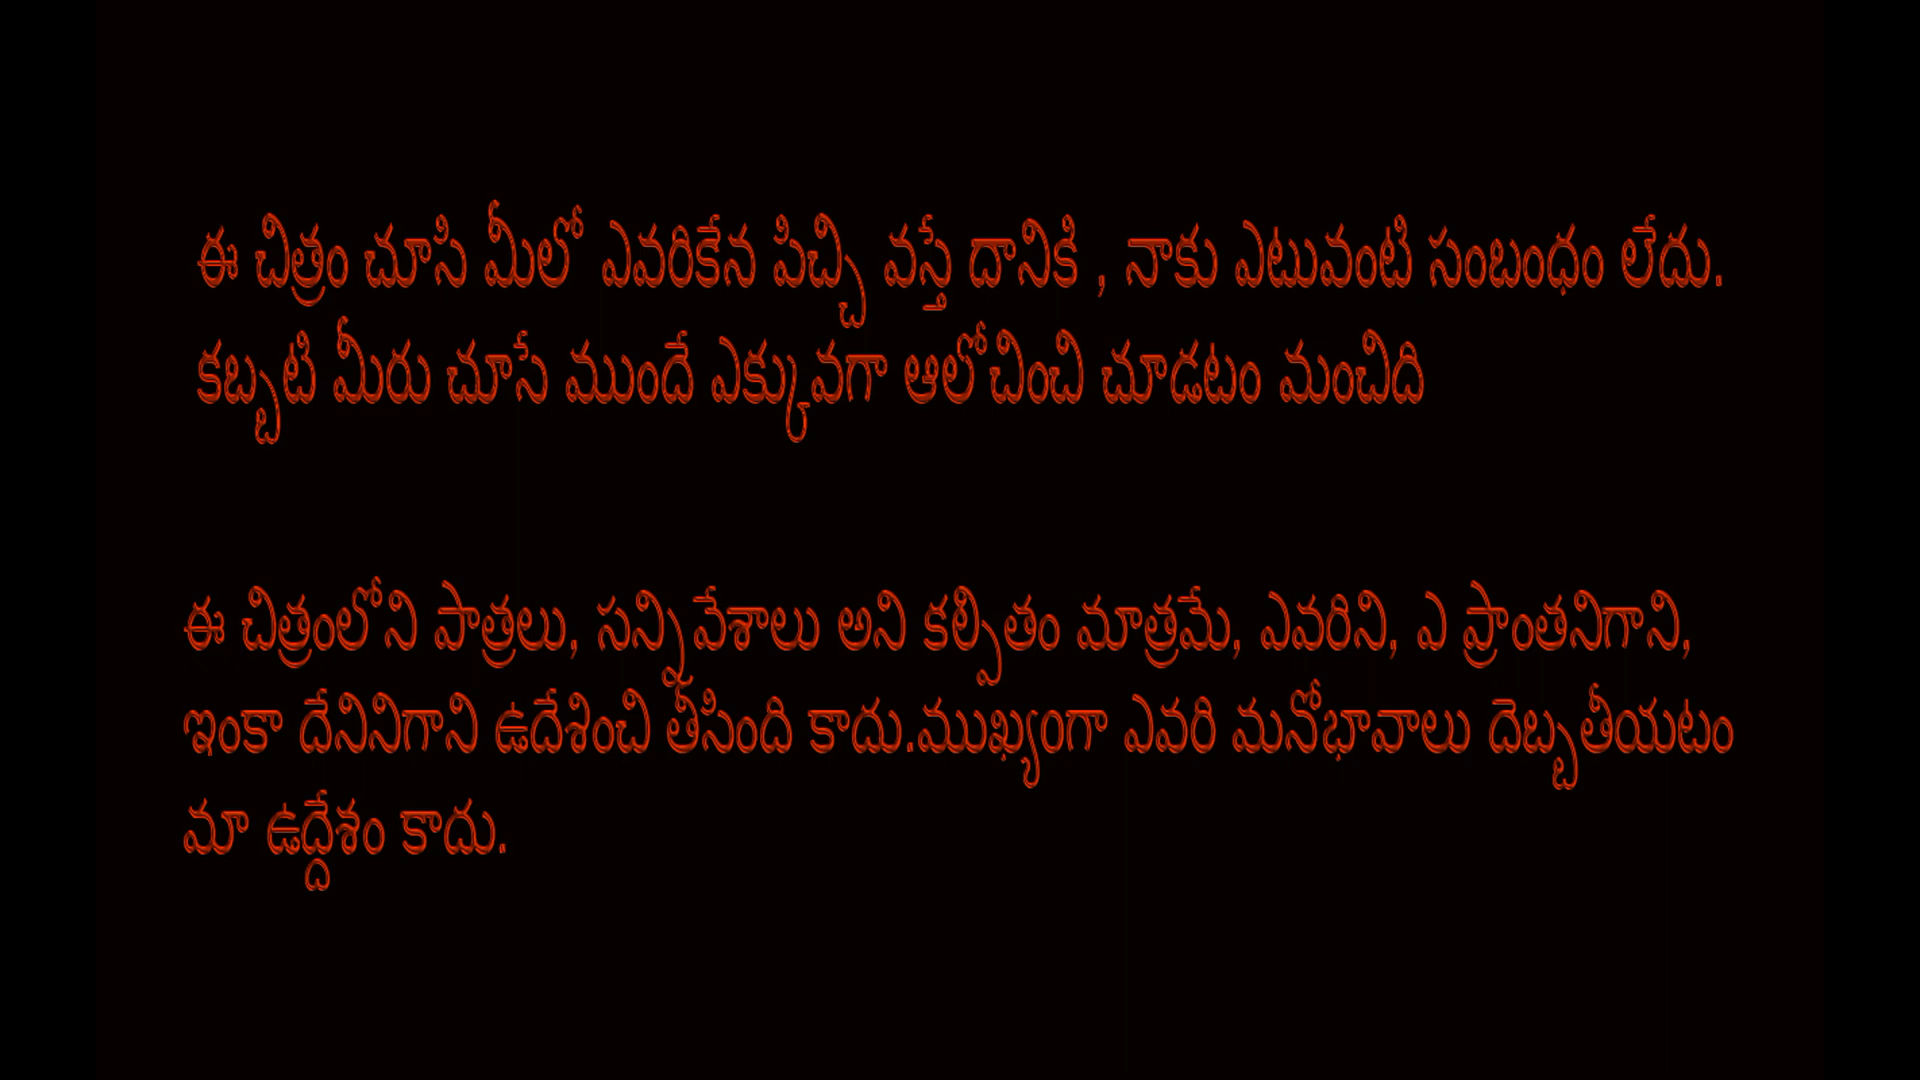 ఈ చిత్రం చూసి మీలో ఎవరికేన పిచ్చి వస్తే దానికి , నాకు ఎటువంటి సంబంధం లేదు.
కబ్బటి మీరు చూసే ముందే ఎక్కువగా ఆలోచించి చూడటం మంచిది
ఈ చిత్రంలోని పాత్రలు, సన్నివేశాలు అని కల్పితం మాత్రమే, ఎవరిని, ఎ ప్రాంతనిగాని,
ఇంకా దేనినిగాని ఉదేశించి తీసింది కాదు.ముఖ్యంగా ఎవరి మనోభావాలు దెబ్బతీయటం
మా ఉద్దేశం కాదు.